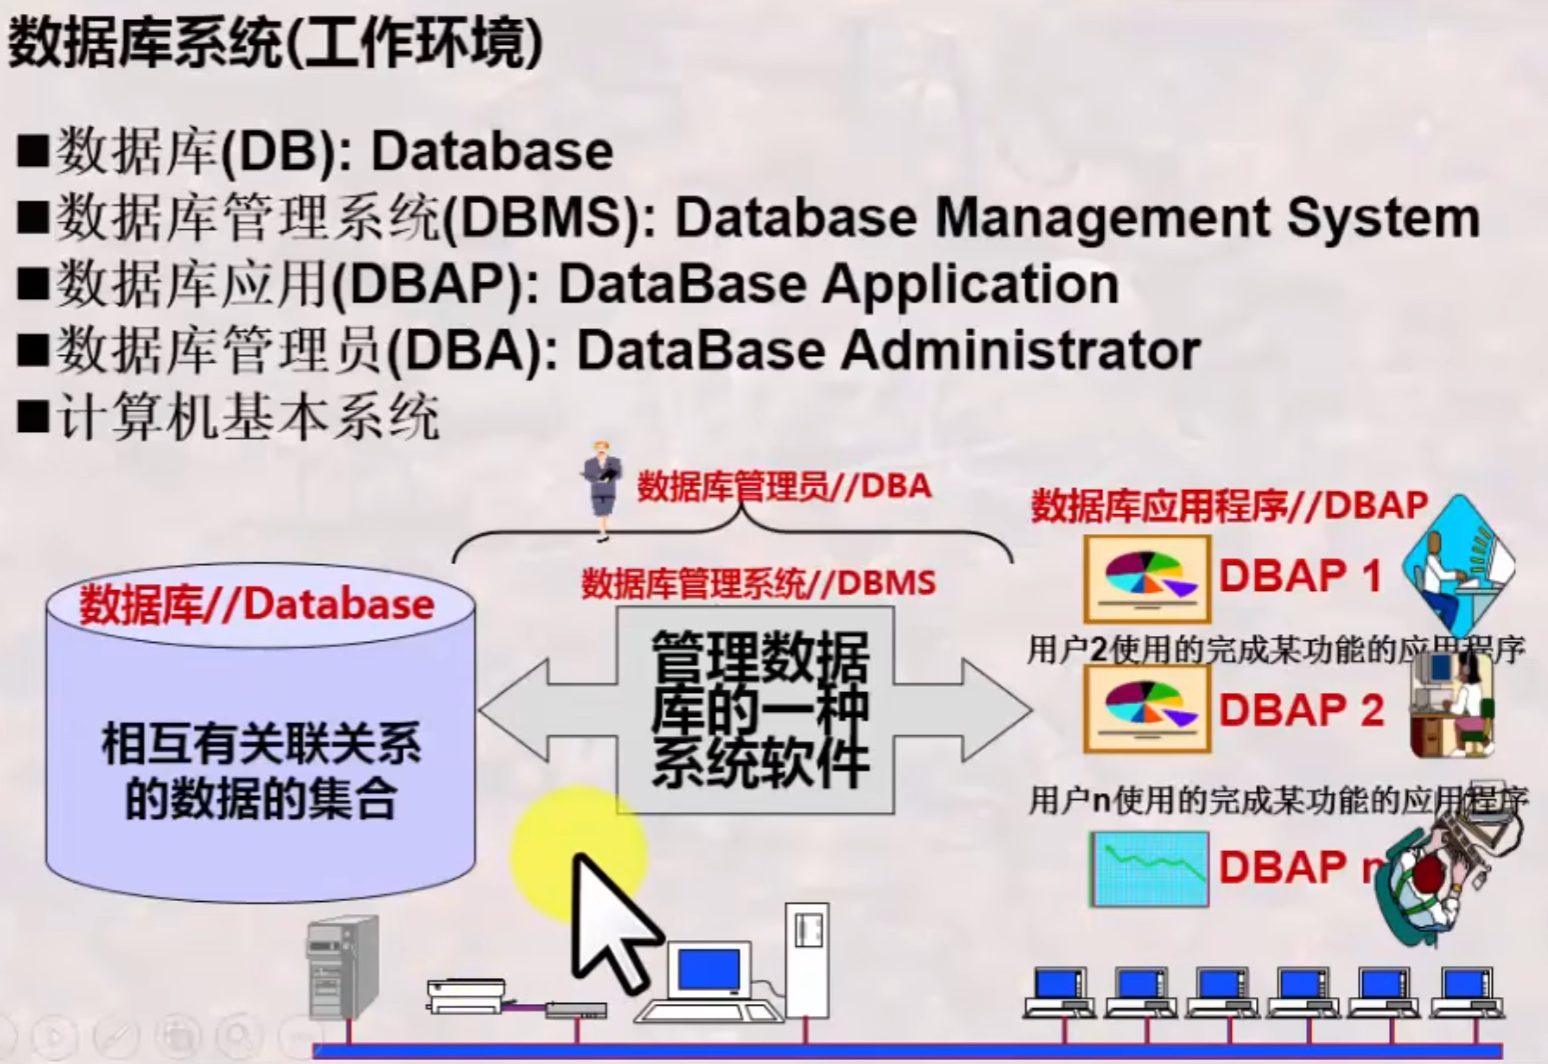 数据库系统(工作环境)
■数据库(DB): Database
■数据库管理系统(DBMS): Database Management System
■数据库应用(DBAP): DataBase Application
■数据库管理员(DBA): DataBase Administrator
■计算机基本系统
数据库管理员//DBA
数据库应用程序//DBAP
数据库//Database
相互有关联关系
的数据的集合
数据库管理系统//DBMS
管理数据
库的一种
系统软件
DBAP 1
用户2使用的完成某功能的应用程序
DBAP 2
用户n使用的完成某功能的应用程序
DBAP n